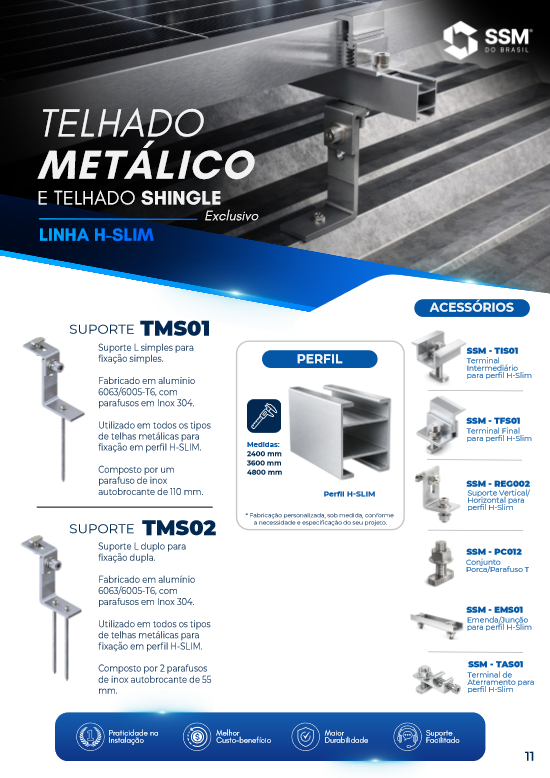 SSM®
DO BRASIL
TELHADO
METÁLICO
E TELHADO SHINGLE
Exclusivo
LINHA H-SLIM
SUPORTE TMS01
Suporte L simples para
fixação simples.
Fabricado em alumínio
6063/6005-T6, com
parafusos em Inox 304.
Utilizado em todos os tipos
de telhas metálicas para
fixação em perfil H-SLIM.
Composto por um
parafuso de inox
autobrocante de 110 mm.
SUPORTE TMS02
Suporte L duplo para
fixação dupla.
Fabricado em alumínio
6063/6005-T6, com
parafusos em Inox 304.
Utilizado em todos os tipos
de telhas metálicas para
fixação em perfil H-SLIM.
Composto por 2 parafusos
de inox autobrocante de 55
mm.
PERFIL
Medidas:
2400 mm
3600 mm
4800 mm
Perfil H-SLIM
* Fabricação personalizada, sob medida, conforme
a necessidade e especificação do seu projeto.
ACESSÓRIOS
SSM - TIS01
Terminal
Intermediário
para perfil H-Slim
SSM - TFS01
Terminal Final
para perfil H-Slim
SSM - REG002
Suporte Vertical/
Horizontal para
perfil H-Slim
SSM - PC012
Conjunto
Porca/Parafuso T
SSM - EMS01
Emenda/Junção
para perfil H-Slim
SSM - TAS01
Terminal de
Aterramento para
perfil H-Slim
1
Praticidade na
Instalação
$
Melhor
Custo-benefício
Maior
Durabilidade
Suporte
Facilitado
11